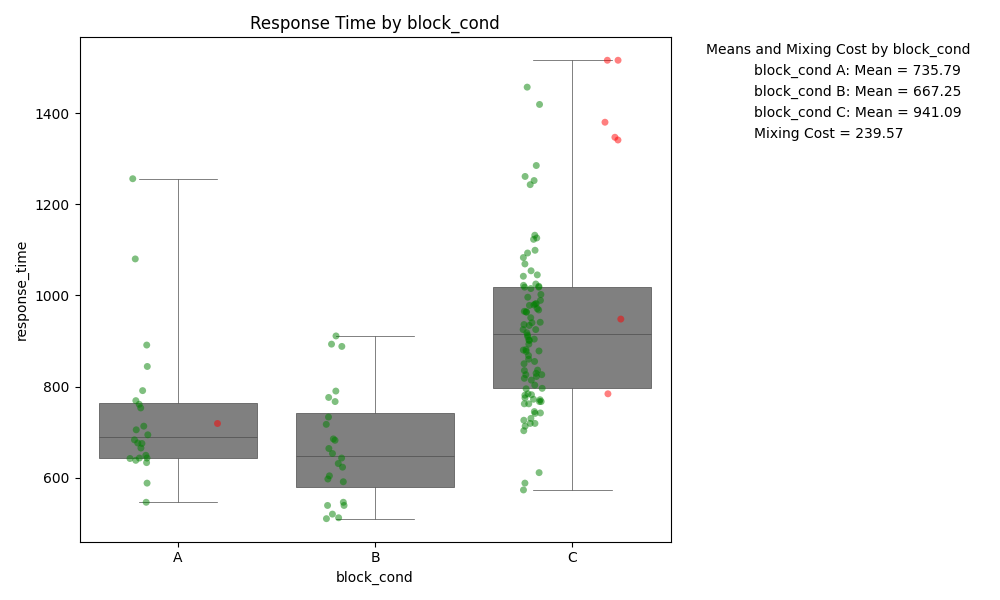 Response Time by block_cond
Means and Mixing Cost by block_cond
block_cond A: Mean = 735.79
block_cond B: Mean = 667.25
block_cond C: Mean = 941.09
Mixing Cost = 239.57
response_time
1400
1200
1000
800
600
A
B
C
block_cond